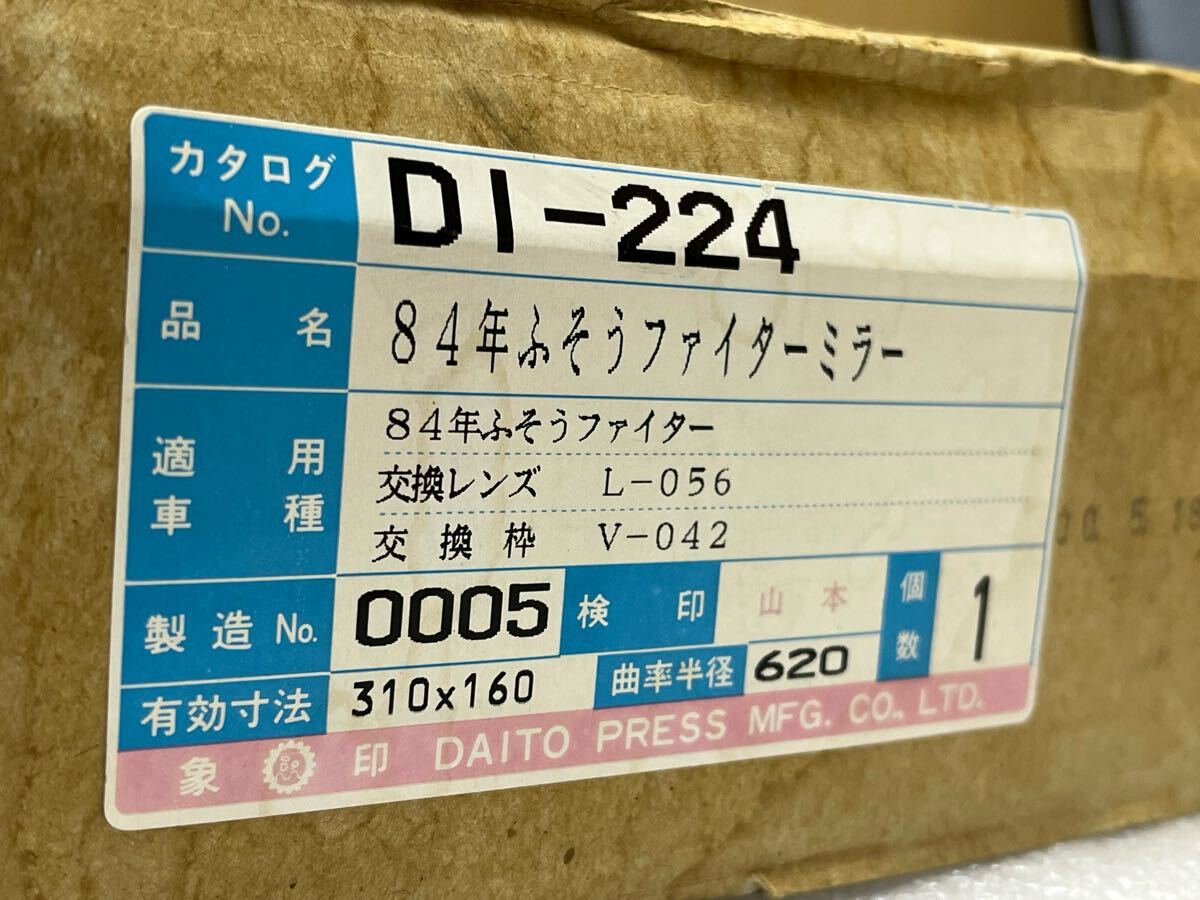 カタログ No. DI-224
品名 84年ふそうファイターミラー
適用車種 84年ふそうファイター
交換レンズ L-056
交換枠 V-042
製造No. 0005 検印 山本 個数 1
有効寸法 310x160 曲率半径 620
象 印 DAITO PRESS MFG. CO., LTD.